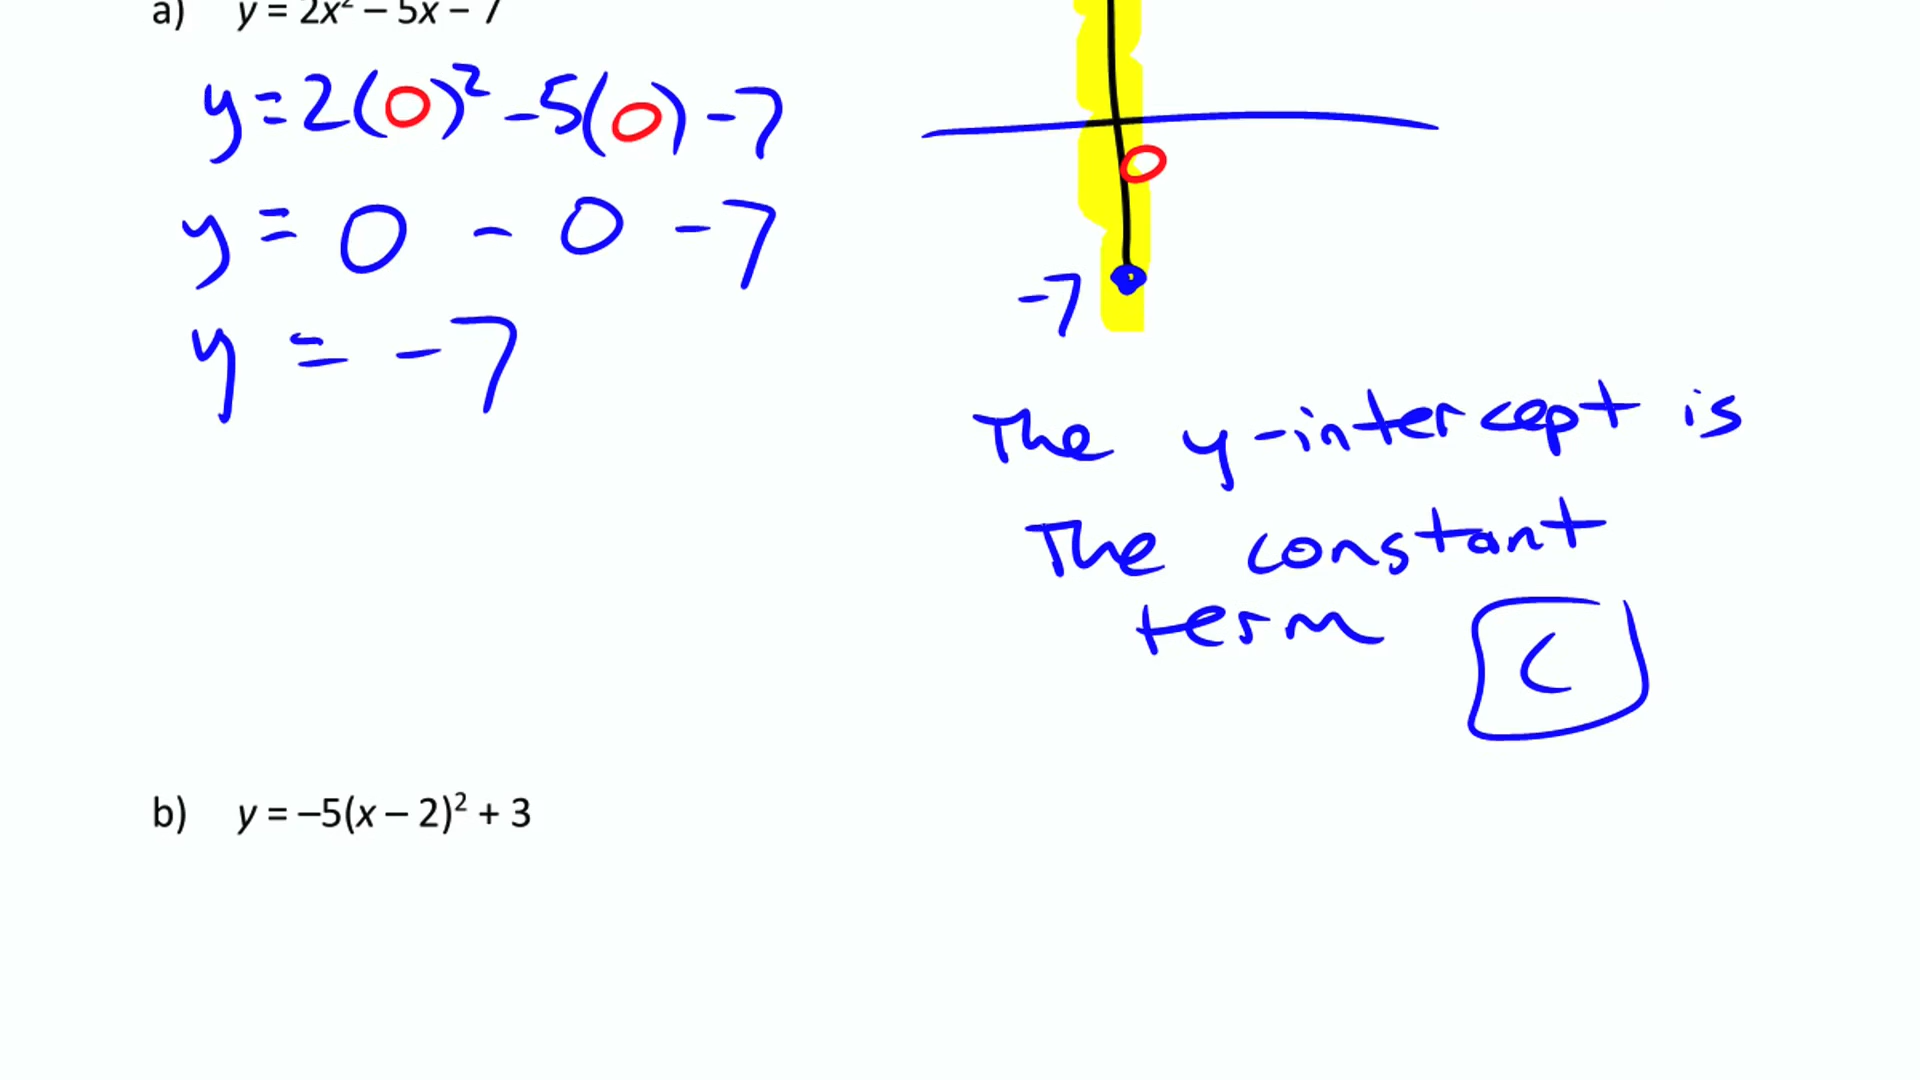 a) y = 2x² – 5x – 7
y = 2(0)² - 5(0) - 7
y = 0 - 0 - 7
y = -7
0
-7
The y-intercept is
The constant
term C
b) y = –5(x – 2)² + 3